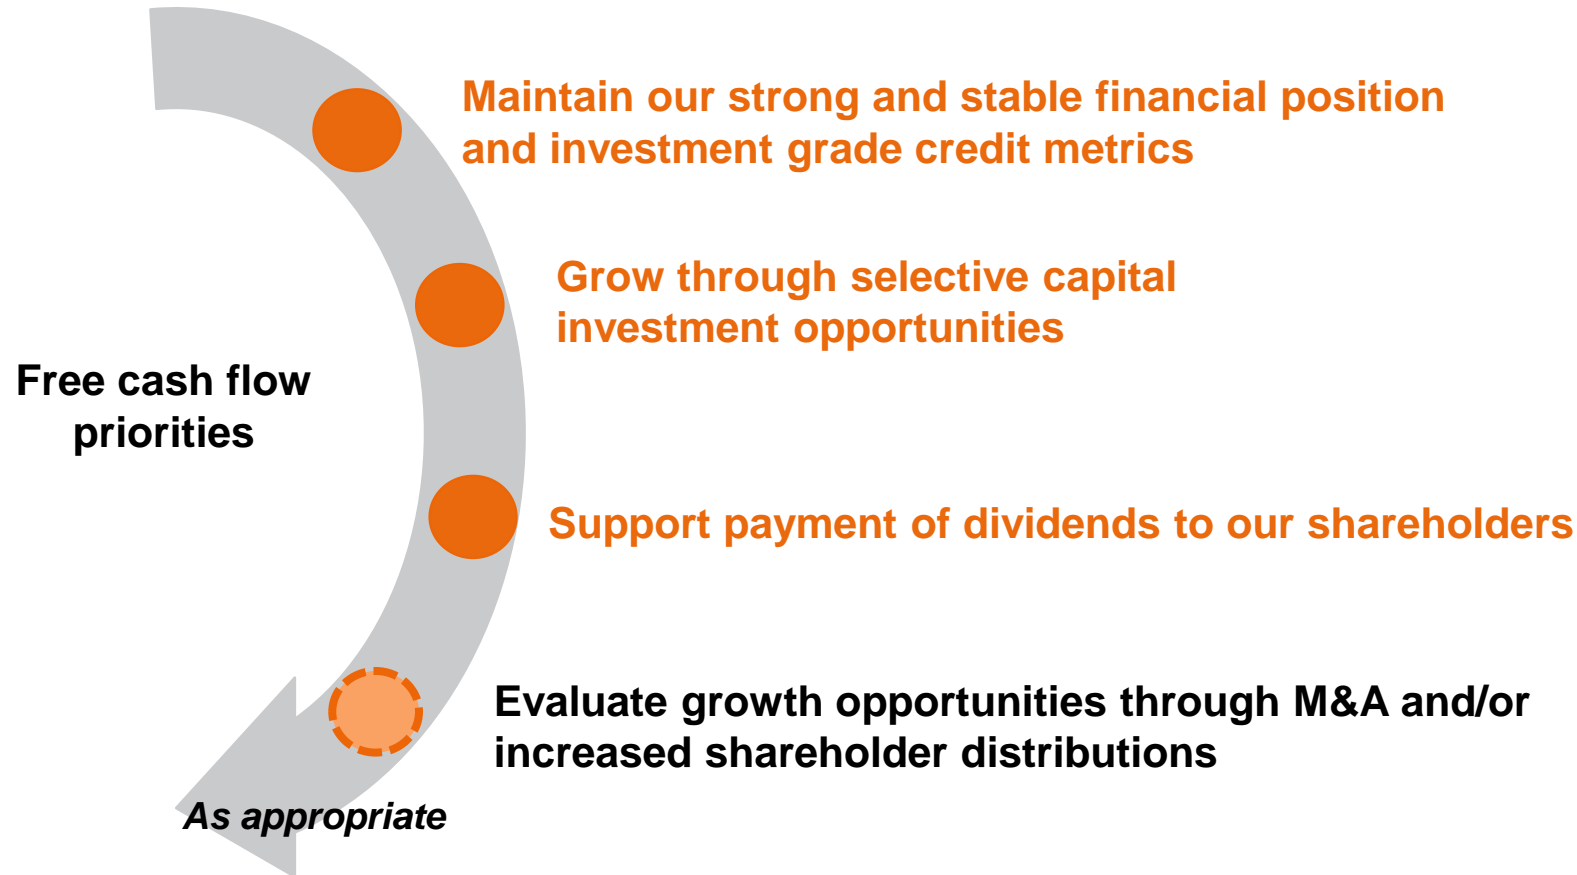 Maintain our strong and stable financial position
and investment grade credit metrics
Grow through selective capital
investment opportunities
Free cash flow
priorities
Support payment of dividends to our shareholders
Evaluate growth opportunities through M&A and/or
increased shareholder distributions
As appropriate